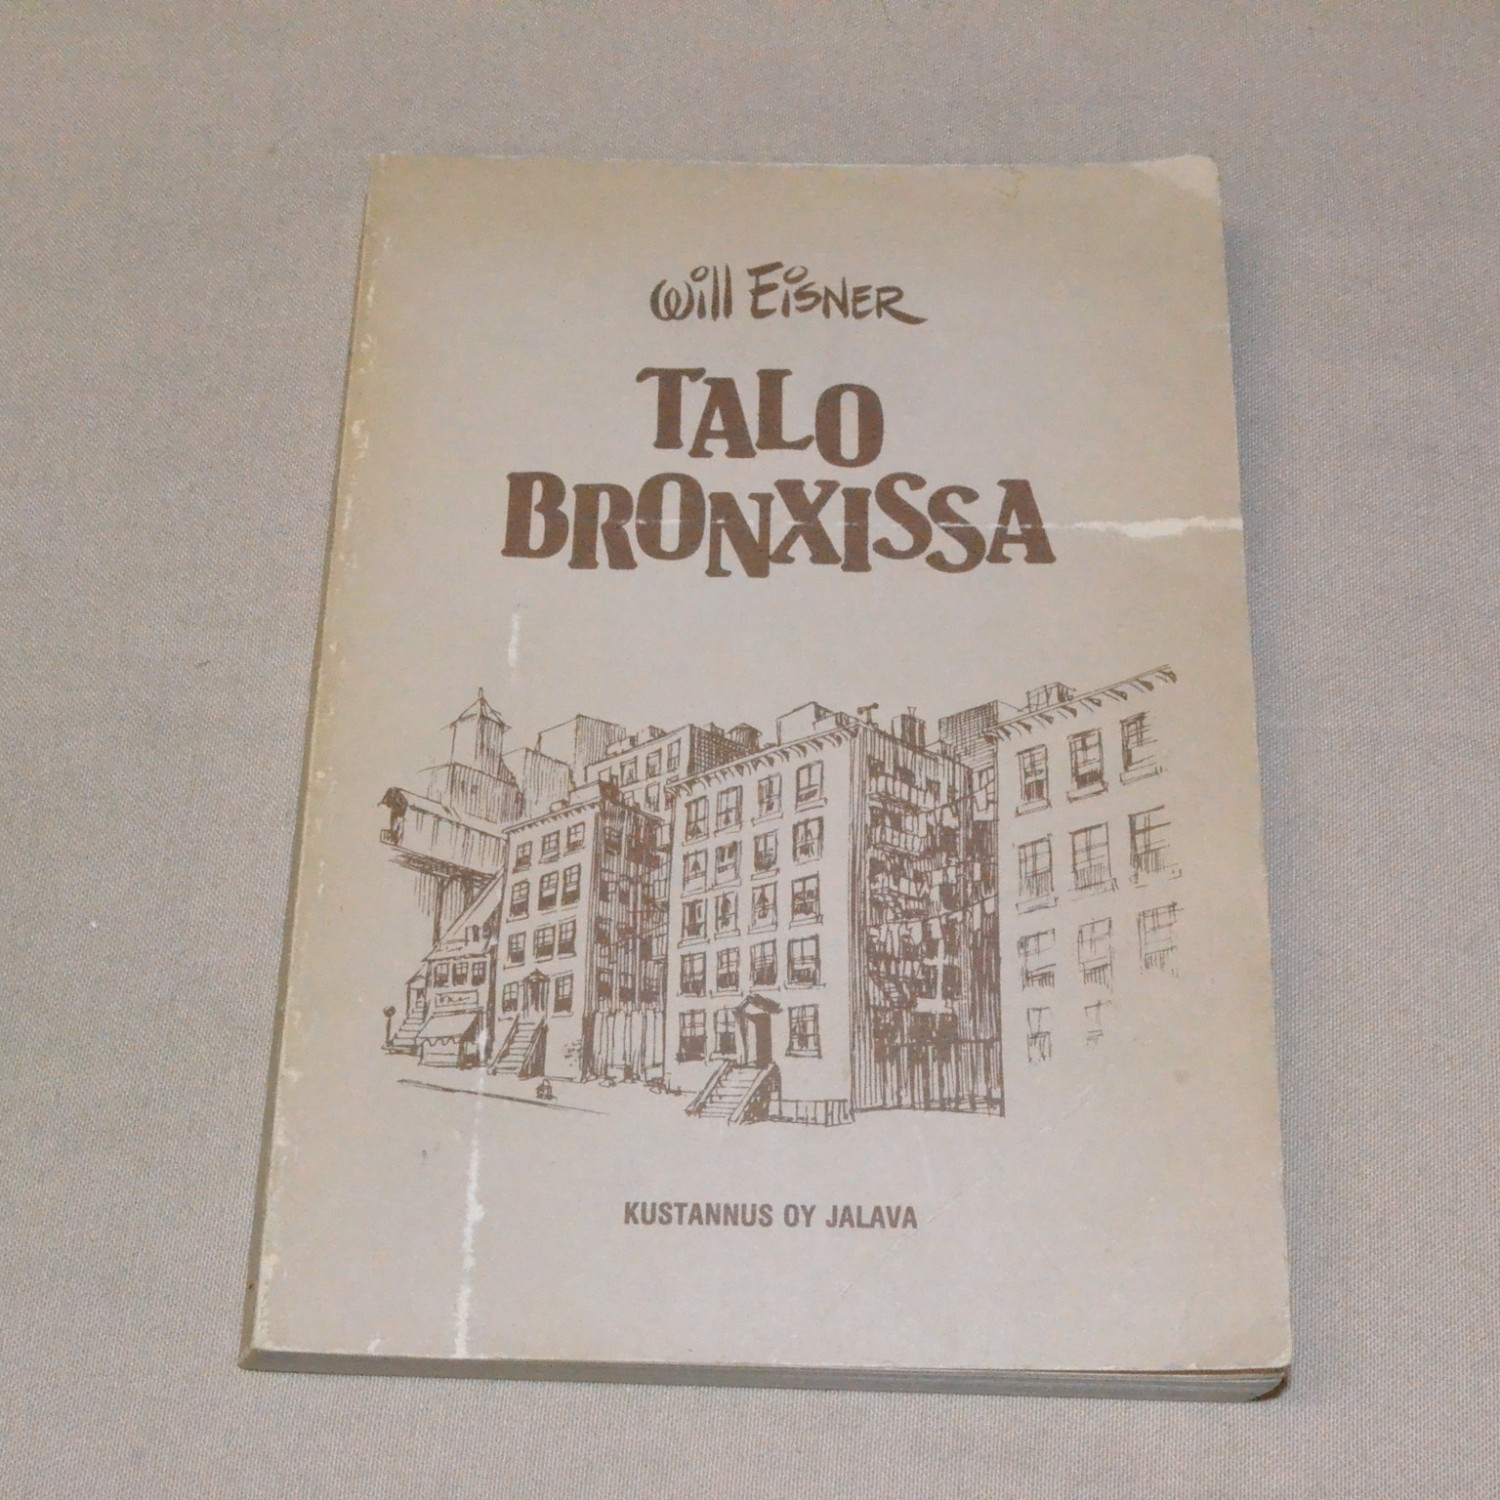 Will Eisner
TALO
BRONXISSA
KUSTANNUS OY JALAVA